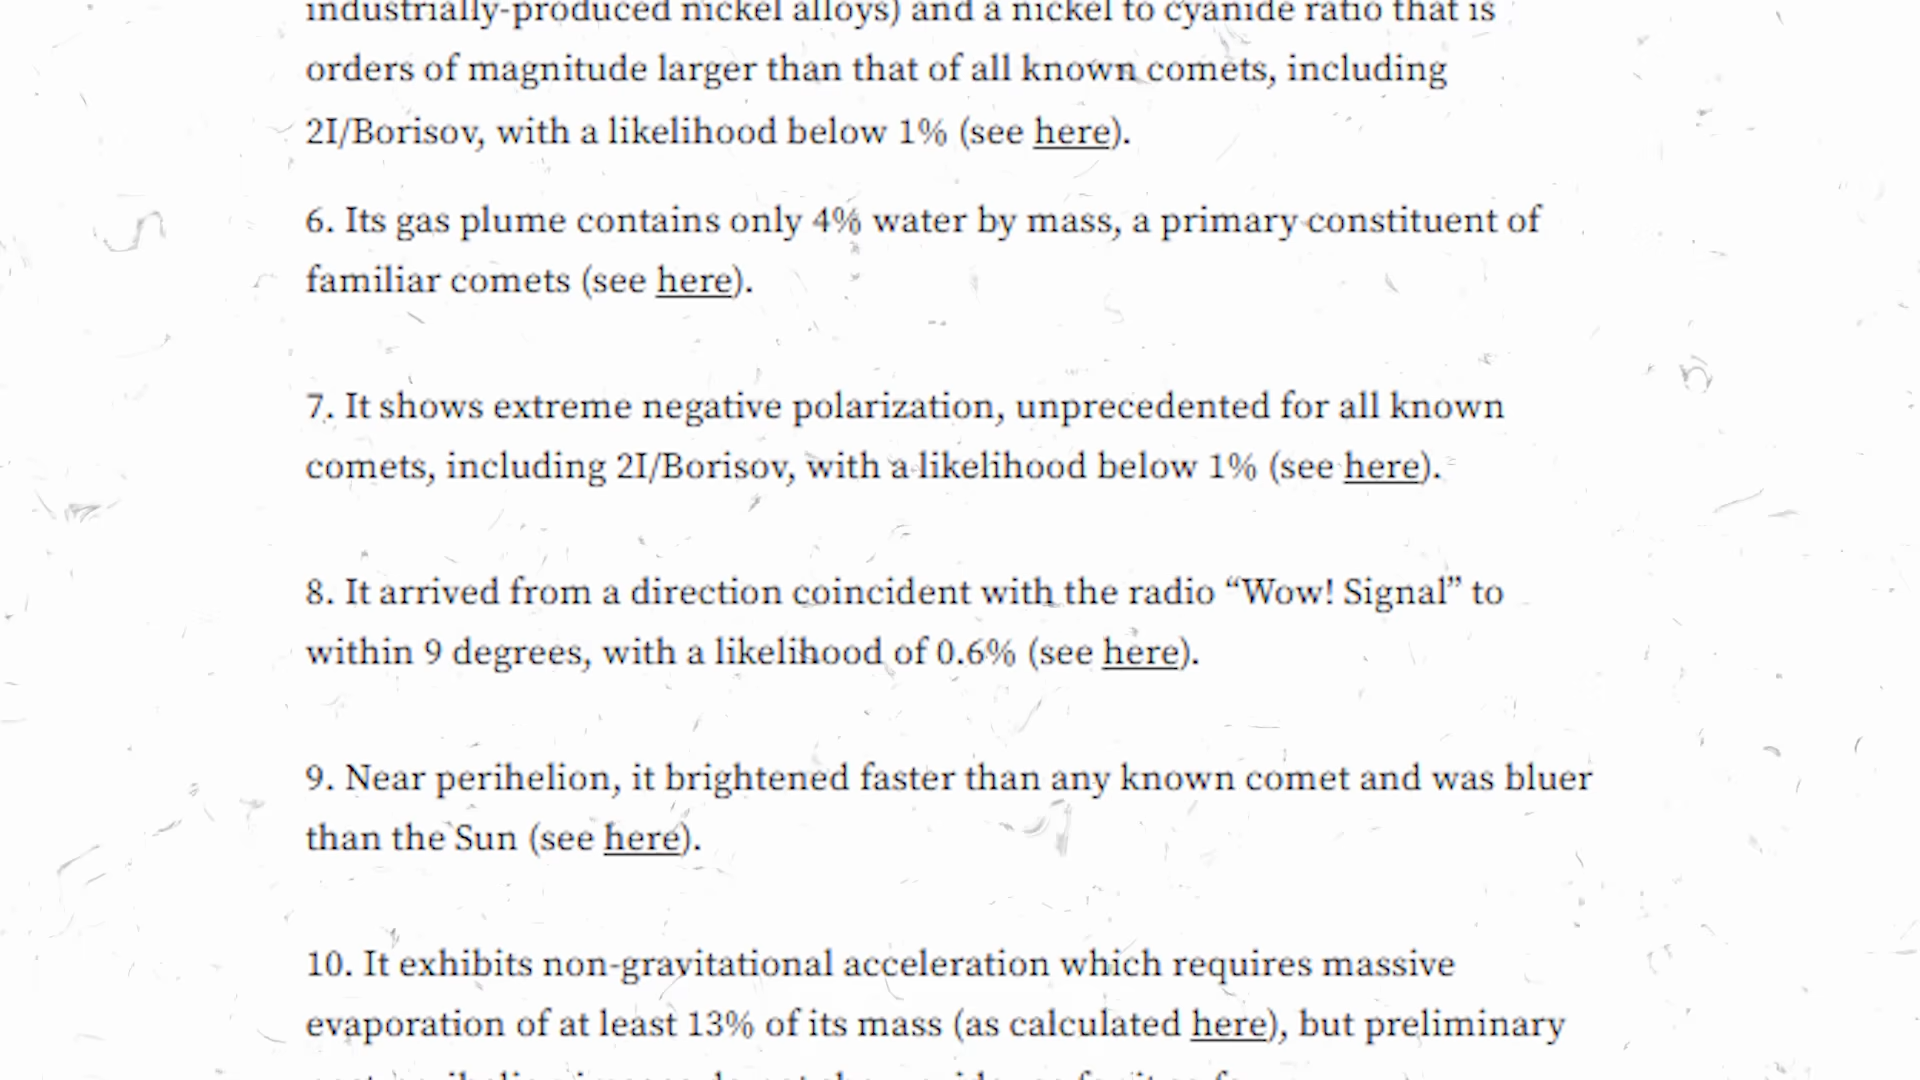 industrially-produced nickel alloys) and a nickel to cyanide ratio that is
orders of magnitude larger than that of all known comets, including
2I/Borisov, with a likelihood below 1% (see here).
6. Its gas plume contains only 4% water by mass, a primary constituent of
familiar comets (see here).
7. It shows extreme negative polarization, unprecedented for all known
comets, including 2I/Borisov, with a likelihood below 1% (see here).
8. It arrived from a direction coincident with the radio “Wow! Signal” to
within 9 degrees, with a likelihood of 0.6% (see here).
9. Near perihelion, it brightened faster than any known comet and was bluer
than the Sun (see here).
10. It exhibits non-gravitational acceleration which requires massive
evaporation of at least 13% of its mass (as calculated here), but preliminary